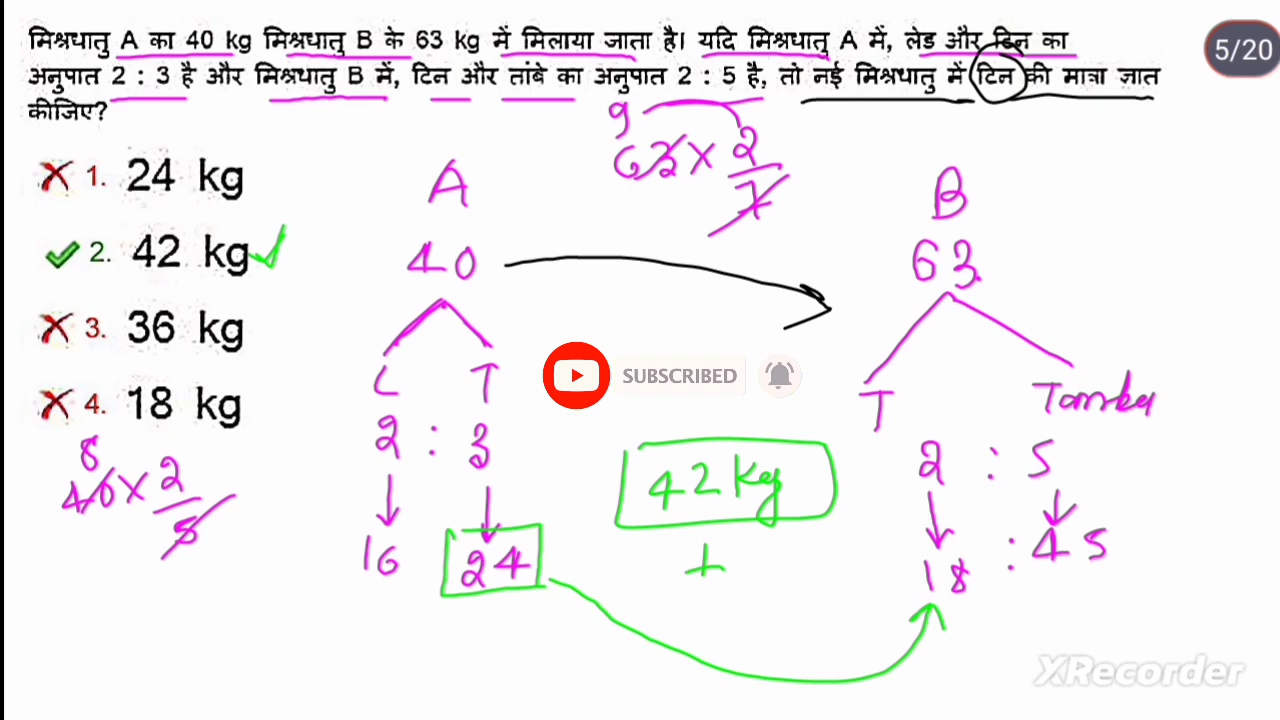 मिश्रधातु A का 40 kg मिश्रधातु B के 63 kg में मिलाया जाता है। यदि मिश्रधातु A में, लेड और टिन का
अनुपात 2 : 3 है और मिश्रधातु B में, टिन और तांबे का अनुपात 2 : 5 है, तो नई मिश्रधातु में टिन की मात्रा ज्ञात
कीजिए?
5/20
1. 24 kg
2. 42 kg
3. 36 kg
4. 18 kg
9
63 X 2/7
A
40
L T
2 : 3
16 24
8
40 X 2/5
SUBSCRIBED
42 kg
+
B
63
T Tamba
2 : 5
18 : 45
XRecorder